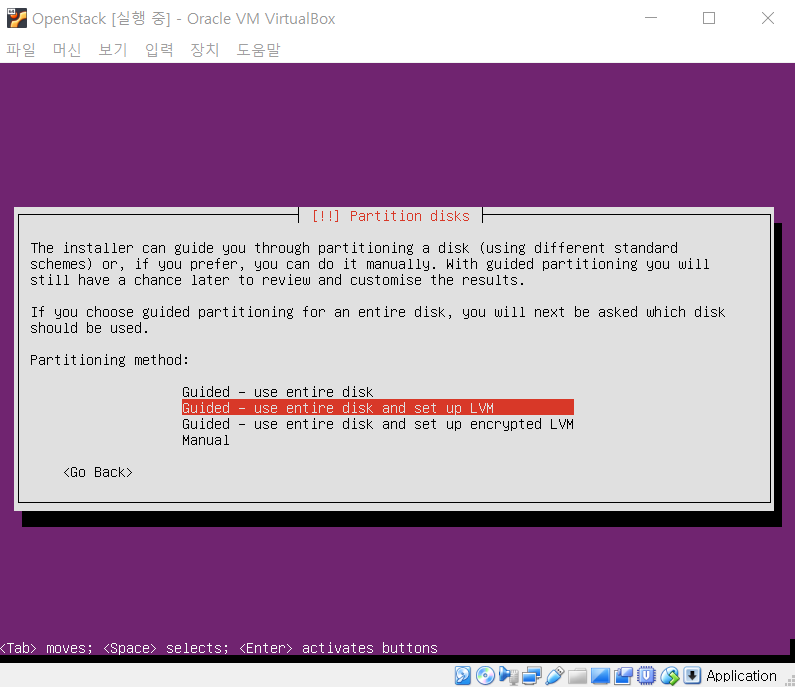 OpenStack [실행 중] - Oracle VM VirtualBox
파일 머신 보기 입력 장치 도움말
[!!] Partition disks
The installer can guide you through partitioning a disk (using different standard
schemes) or, if you prefer, you can do it manually. With guided partitioning you will
still have a chance later to review and customise the results.
If you choose guided partitioning for an entire disk, you will next be asked which disk
should be used.
Partitioning method:
Guided - use entire disk
Guided - use entire disk and set up LVM
Guided - use entire disk and set up encrypted LVM
Manual
<Go Back>
<Tab> moves; <Space> selects; <Enter> activates buttons
Application